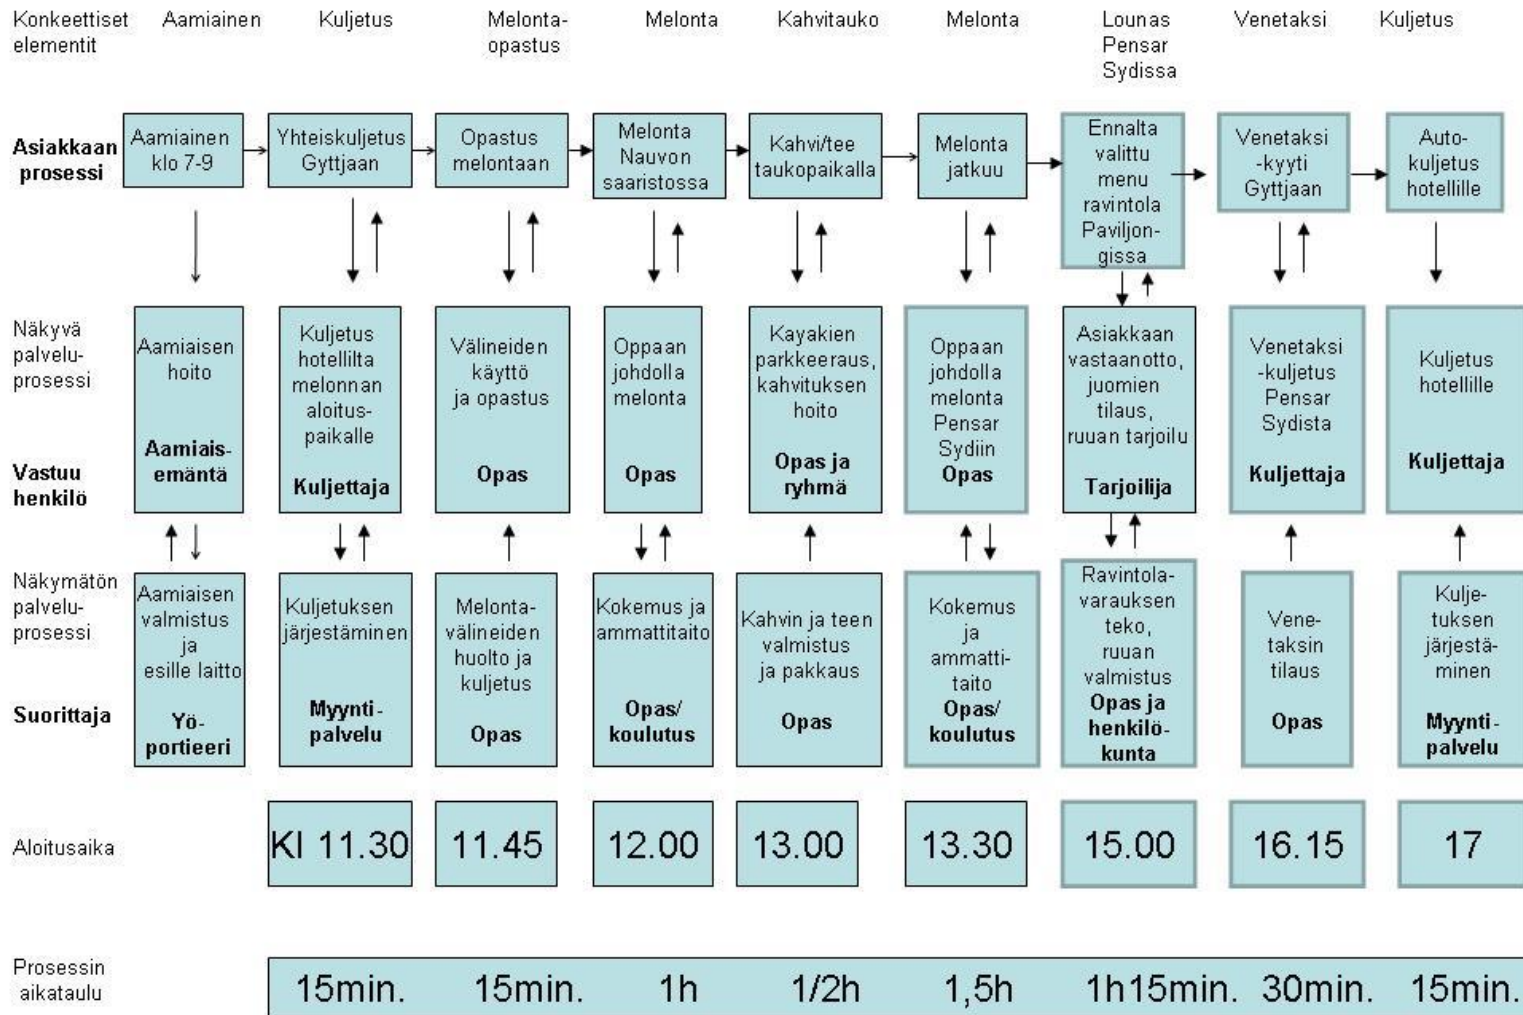 Konkeettiset
elementit
Aamiainen
Kuljetus
Melonta-
opastus
Melonta
Kahvitauko
Melonta
Lounas
Pensar
Sydissa
Venetaksi
Kuljetus
Asiakkaan
prosessi
Aamiainen
klo 7-9
Yhteiskuljetus
Gyttjaan
Opastus
melontaan
Melonta
Nauvon
saaristossa
Kahvi/tee
taukopaikalla
Melonta
jatkuu
Ennalta
valittu
menu
ravintola
Paviljon-
gissa
Venetaksi
-kyyti
Gyttjaan
Auto-
kuljetus
hotellille
Näkyvä
palvelu-
prosessi
Vastuu
henkilö
Aamiaisen
hoito
Aamiais-
emäntä
Kuljetus
hotellilta
melonnan
aloitus-
paikalle
Kuljettaja
Välineiden
käyttö
ja opastus
Opas
Oppaan
johdolla
melonta
Opas
Kayakien
parkkeeraus,
kahvituksen
hoito
Opas ja
ryhmä
Oppaan
johdolla
melonta
Pensar
Sydiin
Opas
Asiakkaan
vastaanotto,
juomien
tilaus,
ruuan tarjoilu
Tarjoilija
Venetaksi
-kuljetus
Pensar
Sydista
Kuljettaja
Kuljetus
hotellille
Kuljettaja
Näkymätön
palvelu-
prosessi
Suorittaja
Aamiaisen
valmistus
ja
esille laitto
Yö-
portieeri
Kuljetuksen
järjestäminen
Myynti-
palvelu
Melonta-
välineiden
huolto ja
kuljetus
Opas
Kokemus ja
ammattitaito
Opas/
koulutus
Kahvin ja teen
valmistus
ja pakkaus
Opas
Kokemus
ja
ammatti-
taito
Opas/
koulutus
Ravintola-
varauksen
teko,
ruuan
valmistus
Opas ja
henkilö-
kunta
Vene-
taksin
tilaus
Opas
Kulje-
tuksen
järjestä-
minen
Myynti-
palvelu
Aloitusaika
Kl 11.30
11.45
12.00
13.00
13.30
15.00
16.15
17
Prosessin
aikataulu
15min.
15min.
1h
1/2h
1,5h
1h15min.
30min.
15min.